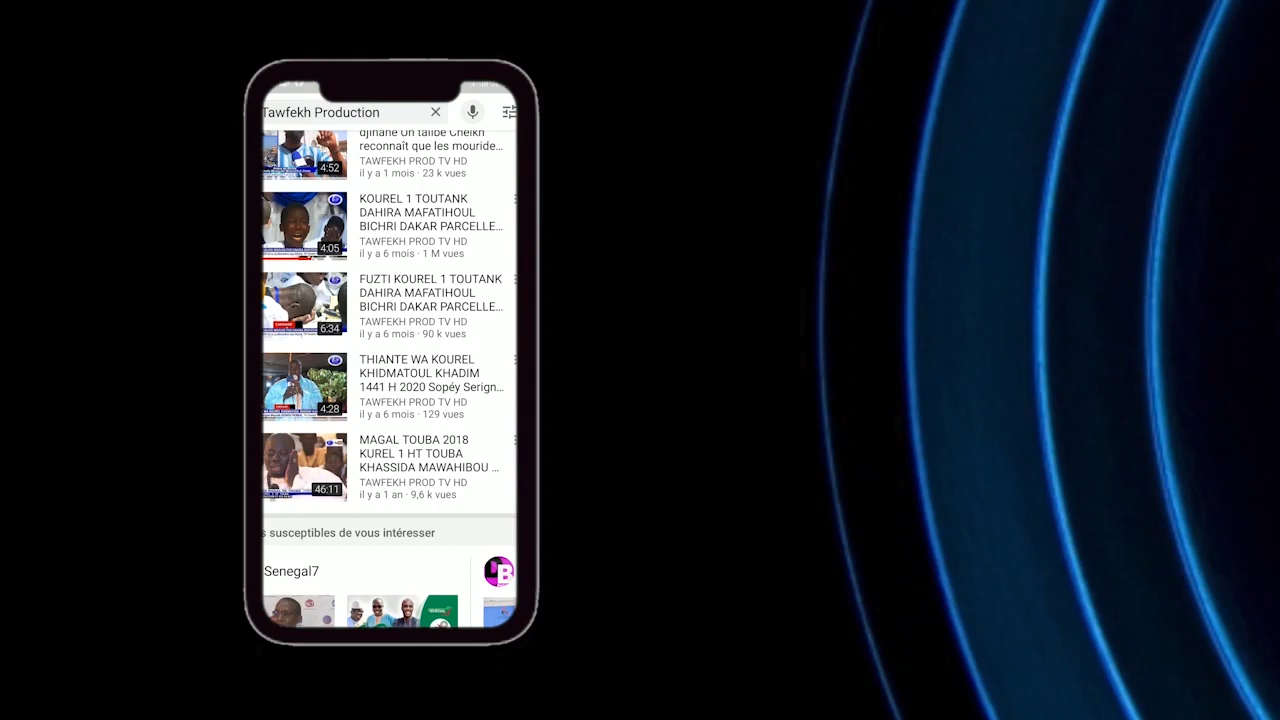 Tawfekh Production
djinane Un talibé Cheikh
reconnaît que les mouride...
TAWFEKH PROD TV HD
il y a 1 mois · 23 k vues
4:52
KOUREL 1 TOUTANK
DAHIRA MAFATIHOUL
BICHRI DAKAR PARCELLE...
TAWFEKH PROD TV HD
il y a 6 mois · 1 M vues
4:05
FUZTI KOUREL 1 TOUTANK
DAHIRA MAFATIHOUL
BICHRI DAKAR PARCELLE...
TAWFEKH PROD TV HD
il y a 6 mois · 90 k vues
6:34
THIANTE WA KOUREL
KHIDMATOUL KHADIM
1441 H 2020 Sopéy Serign...
TAWFEKH PROD TV HD
il y a 6 mois · 129 vues
4:28
MAGAL TOUBA 2018
KUREL 1 HT TOUBA
KHASSIDA MAWAHIBOU ...
TAWFEKH PROD TV HD
il y a 1 an · 9,6 k vues
46:11
s susceptibles de vous intéresser
Senegal7